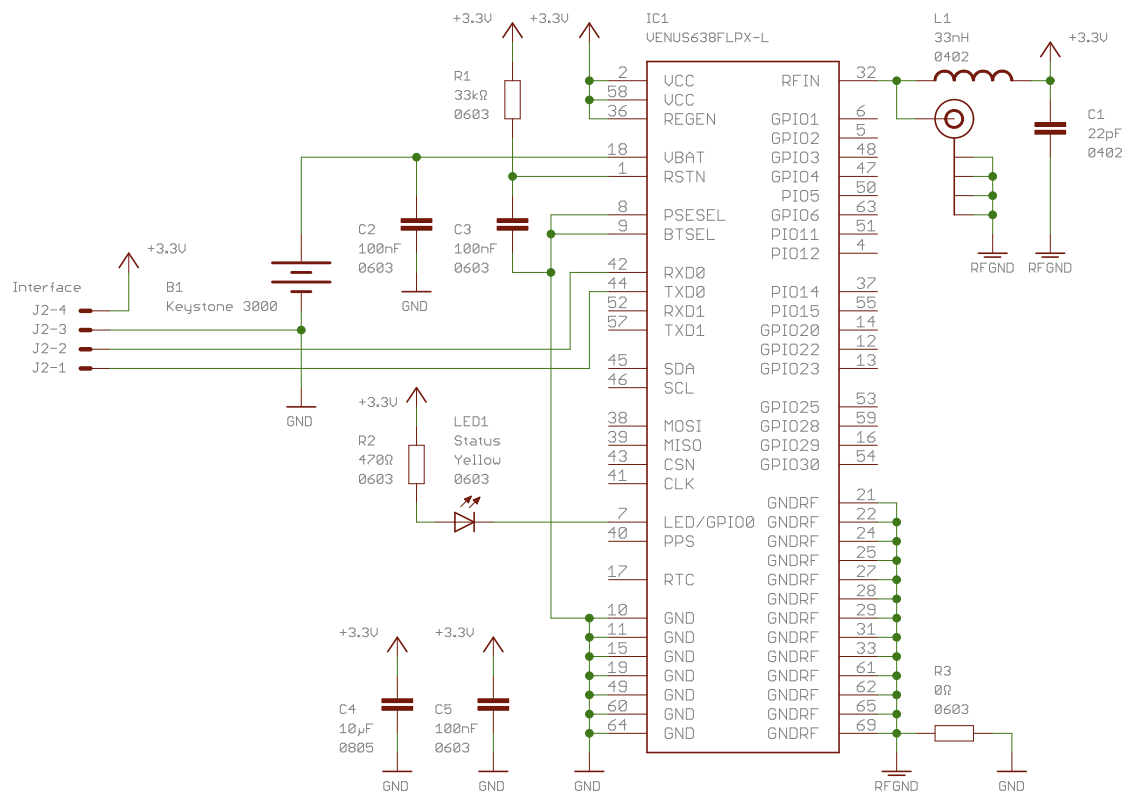 +3.3V
+3.3V
IC1
VENUS638FLPX-L
L1
33nH
0402
+3.3V
R1
33kΩ
0603
C1
22pF
0402
RFGND
RFGND
2 VCC
58 VCC
36 REGEN
18 VBAT
1 RSTN
8 PSESEL
9 BTSEL
42 RXD0
44 TXD0
52 RXD1
57 TXD1
45 SDA
46 SCL
38 MOSI
39 MISO
43 CSN
41 CLK
7 LED/GPIO0
40 PPS
17 RTC
10 GND
11 GND
15 GND
19 GND
49 GND
60 GND
64 GND
RFIN 32
GPIO1 6
GPIO2 5
GPIO3 48
GPIO4 47
PIO5 50
GPIO6 63
PIO11 51
PIO12 4
PIO14 37
PIO15 55
GPIO20 14
GPIO22 12
GPIO23 13
GPIO25 53
GPIO28 59
GPIO29 16
GPIO30 54
GNDRF 21
GNDRF 22
GNDRF 24
GNDRF 25
GNDRF 27
GNDRF 28
GNDRF 29
GNDRF 31
GNDRF 33
GNDRF 61
GNDRF 62
GNDRF 65
GNDRF 69
C2
100nF
0603
GND
C3
100nF
0603
+3.3V
Interface
J2-4
J2-3
J2-2
J2-1
B1
Keystone 3000
GND
+3.3V
R2
470Ω
0603
LED1
Status
Yellow
0603
+3.3V
C4
10µF
0805
GND
+3.3V
C5
100nF
0603
GND
GND
R3
0Ω
0603
RFGND
GND